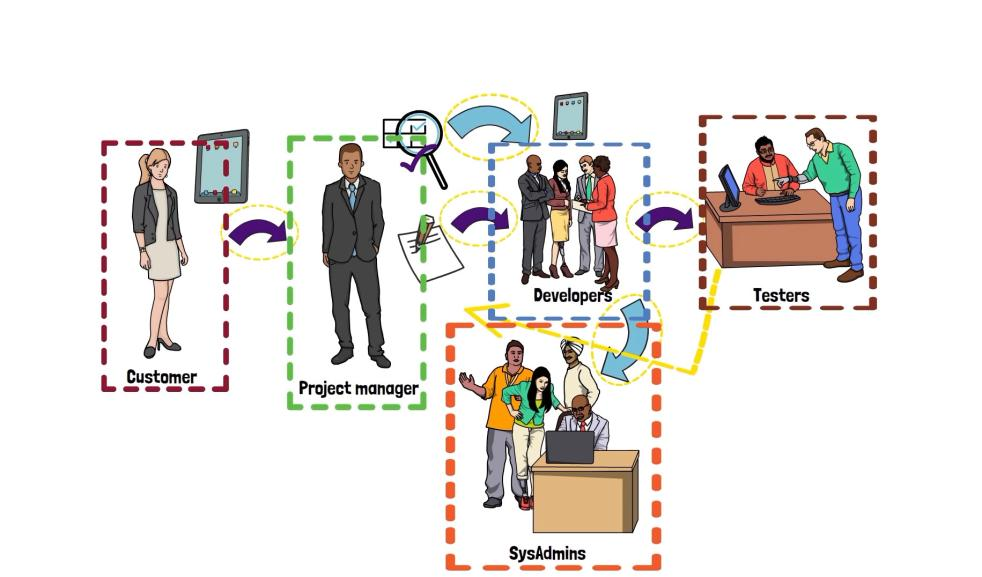 Customer
Project manager
Developers
Testers
SysAdmins